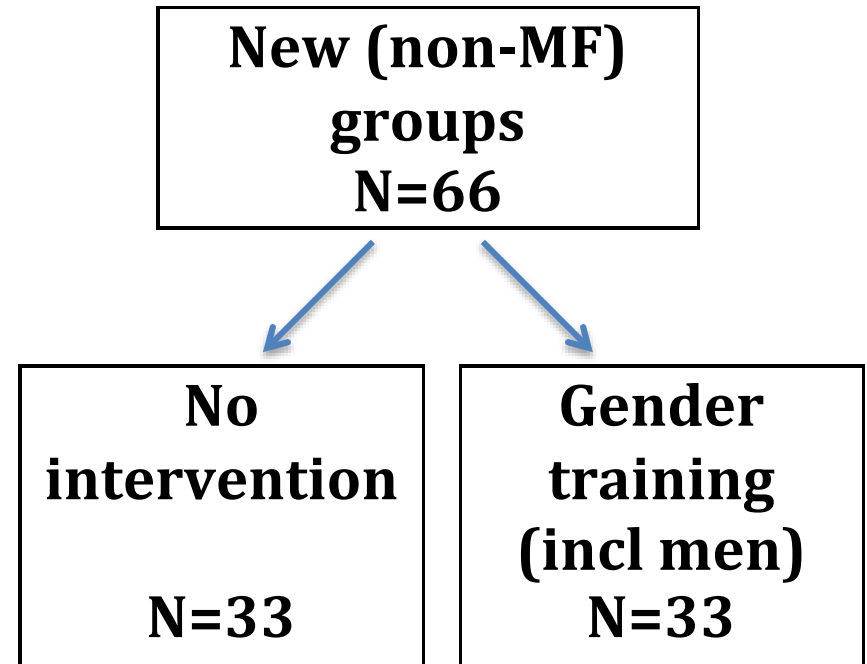 New (non-MF)
groups
N=66
No
intervention
N=33
Gender
training
(incl men)
N=33